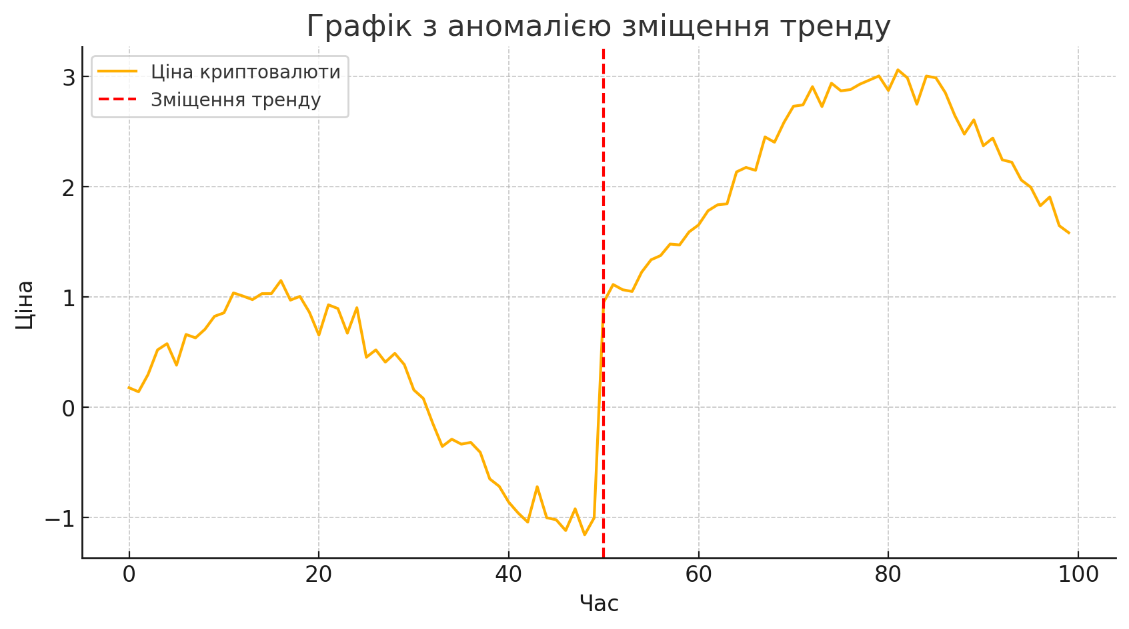 Графік з аномалією зміщення тренду
Ціна криптовалюти
Зміщення тренду
Ціна
3
2
1
0
−1
0 20 40 60 80 100
Час